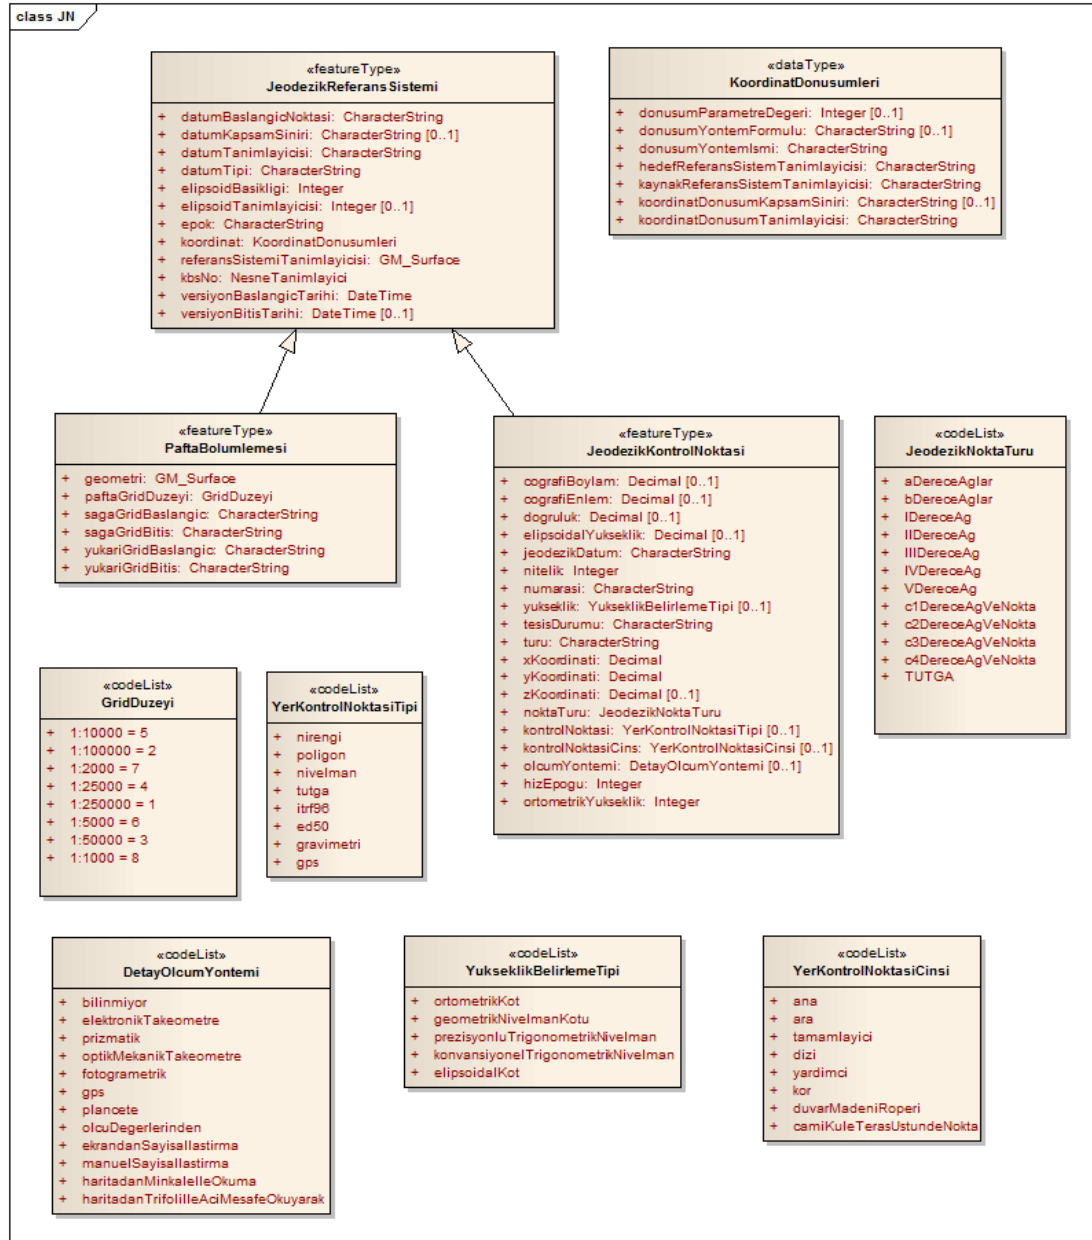 class JN
«featureType»
JeodezikReferansSistemi
+ datumBaslangicNoktasi: CharacterString
+ datumKapsamSiniri: CharacterString [0..1]
+ datumTanimlayicisi: CharacterString
+ datumTipi: CharacterString
+ elipsoidBasikligi: Integer
+ elipsoidTanimlayicisi: Integer [0..1]
+ epok: CharacterString
+ koordinat: KoordinatDonusumleri
+ referansSistemiTanimlayicisi: GM_Surface
+ kbsNo: NesneTanimlayici
+ versiyonBaslangicTarihi: DateTime
+ versiyonBitisTarihi: DateTime [0..1]
«dataType»
KoordinatDonusumleri
+ donusumParametreDegeri: Integer [0..1]
+ donusumYontemFormulu: CharacterString [0..1]
+ donusumYontemIsmi: CharacterString
+ hedefReferansSistemTanimlayicisi: CharacterString
+ kaynakReferansSistemTanimlayicisi: CharacterString
+ koordinatDonusumKapsamSiniri: CharacterString [0..1]
+ koordinatDonusumTanimlayicisi: CharacterString
«featureType»
PaftaBolumlemesi
+ geometri: GM_Surface
+ paftaGridDuzeyi: GridDuzeyi
+ sagaGridBaslangic: CharacterString
+ sagaGridBitis: CharacterString
+ yukariGridBaslangic: CharacterString
+ yukariGridBitis: CharacterString
«featureType»
JeodezikKontrolNoktasi
+ cografiBoylam: Decimal [0..1]
+ cografiEnlem: Decimal [0..1]
+ dogruluk: Decimal [0..1]
+ elipsoidalYukseklik: Decimal [0..1]
+ jeodezikDatum: CharacterString
+ nitelik: Integer
+ numarasi: CharacterString
+ yukseklik: YukseklikBelirlemeTipi [0..1]
+ tesisDurumu: CharacterString
+ turu: CharacterString
+ xKoordinati: Decimal
+ yKoordinati: Decimal
+ zKoordinati: Decimal [0..1]
+ noktaTuru: JeodezikNoktaTuru
+ kontrolNoktasi: YerKontrolNoktasiTipi [0..1]
+ kontrolNoktasiCins: YerKontrolNoktasiCinsi [0..1]
+ olcumYontemi: DetayOlcumYontemi [0..1]
+ hizEpogu: Integer
+ ortometrikYukseklik: Integer
«codeList»
JeodezikNoktaTuru
+ aDereceAglar
+ bDereceAglar
+ IDereceAg
+ IIDereceAg
+ IIIDereceAg
+ IVDereceAg
+ VDereceAg
+ c1DereceAgVeNokta
+ c2DereceAgVeNokta
+ c3DereceAgVeNokta
+ c4DereceAgVeNokta
+ TUTGA
«codeList»
GridDuzeyi
+ 1:10000 = 5
+ 1:100000 = 2
+ 1:2000 = 7
+ 1:25000 = 4
+ 1:250000 = 1
+ 1:5000 = 6
+ 1:50000 = 3
+ 1:1000 = 8
«codeList»
YerKontrolNoktasiTipi
+ nirengi
+ poligon
+ nivelman
+ tutga
+ itrf96
+ ed50
+ gravimetri
+ gps
«codeList»
DetayOlcumYontemi
+ bilinmiyor
+ elektronikTakeometre
+ prizmatik
+ optikMekanikTakeometre
+ fotogrametrik
+ gps
+ plancete
+ olcuDegerlerinden
+ ekrandanSayisallastirma
+ manuelSayisallastirma
+ haritadanMinkaleIleOkuma
+ haritadanTrifolilleAciMesafeOkuyarak
«codeList»
YukseklikBelirlemeTipi
+ ortometrikKot
+ geometrikNivelmanKotu
+ prezisyonluTrigonometrikNivelman
+ konvansiyonelTrigonometrikNivelman
+ elipsoidalKot
«codeList»
YerKontrolNoktasiCinsi
+ ana
+ ara
+ tamamlayici
+ dizi
+ yardimci
+ kor
+ duvarMadeniRoperi
+ camiKuleTerasUstundeNokta